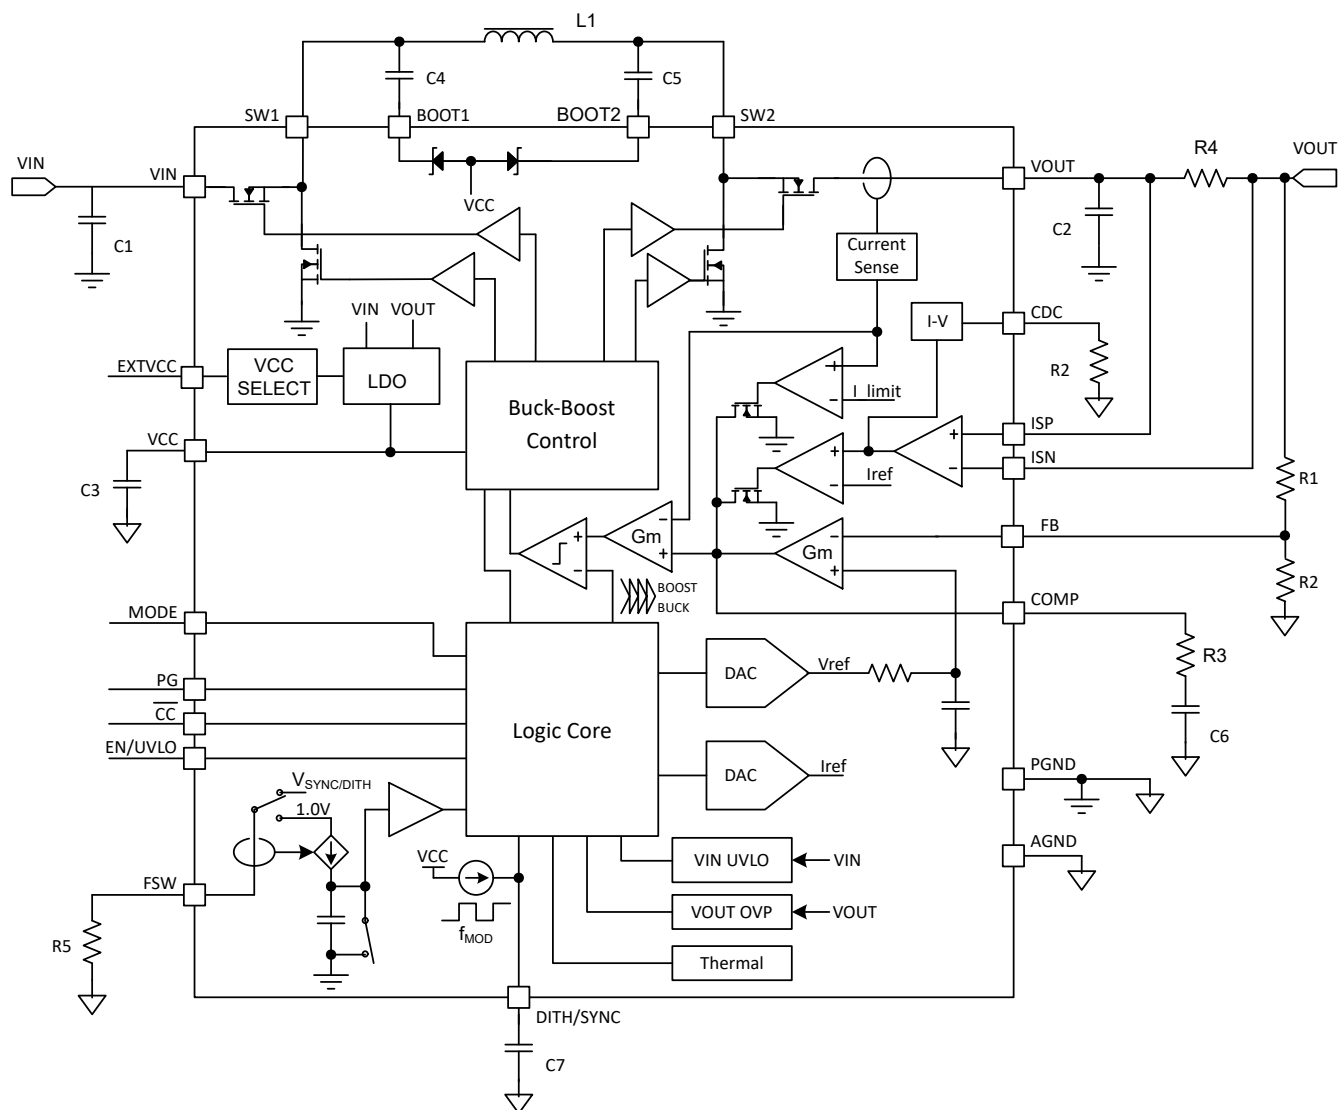 L1
C4
C5
SW1
BOOT1
BOOT2
SW2
VIN
VIN
VCC
C1
VOUT
R4
VOUT
C2
Current
Sense
VIN
VOUT
I-V
CDC
R2
EXTVCC
VCC
SELECT
LDO
Buck-Boost
Control
+
−
I_limit
VCC
C3
+
−
Iref
+
−
ISP
ISN
R1
+
−
Gm
−
+
Gm
−
+
FB
R2
BOOST
BUCK
MODE
COMP
R3
C6
PG
CC
EN/UVLO
Logic Core
DAC
Vref
DAC
Iref
PGND
AGND
VSYNC/DITH
1.0V
FSW
R5
VCC
fMOD
VIN UVLO
VIN
VOUT OVP
VOUT
Thermal
DITH/SYNC
C7